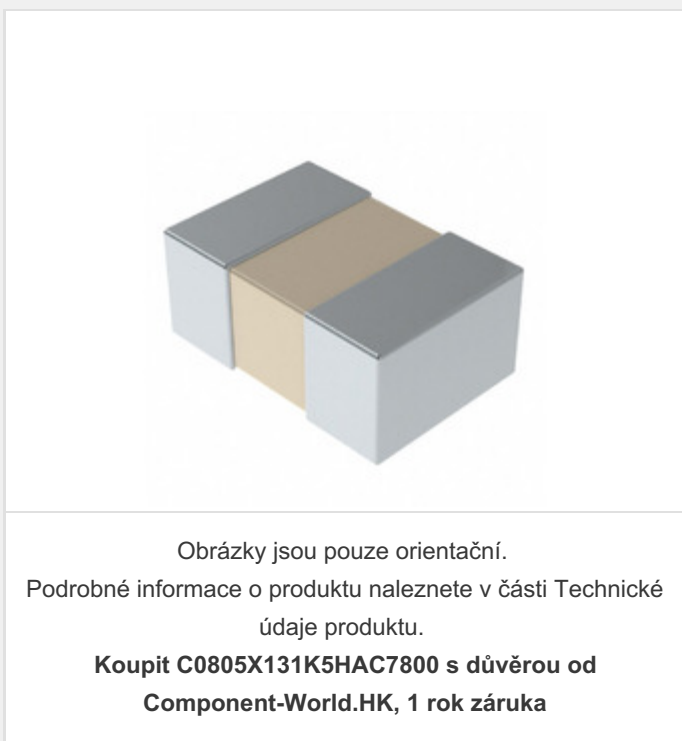 Obrázky jsou pouze orientační.
Podrobné informace o produktu naleznete v části Technické
údaje produktu.
Koupit C0805X131K5HAC7800 s důvěrou od
Component-World.HK, 1 rok záruka